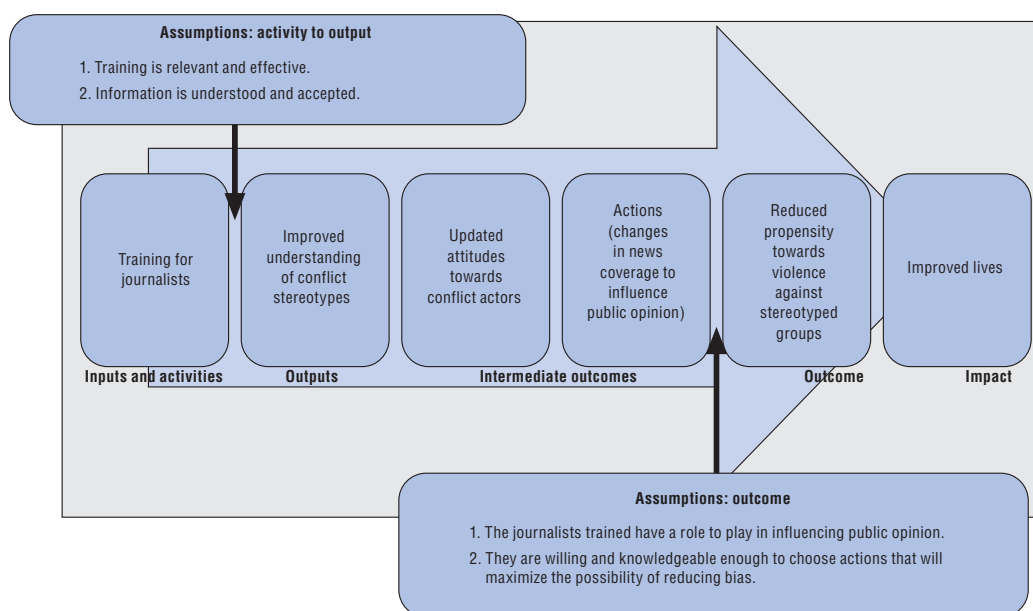 Assumptions: activity to output
1. Training is relevant and effective.
2. Information is understood and accepted.
Training for
journalists
Improved
understanding
of conflict
stereotypes
Updated
attitudes
towards
conflict actors
Actions
(changes
in news
coverage to
influence
public opinion)
Reduced
propensity
towards
violence
against
stereotyped
groups
Improved lives
Inputs and activities
Outputs
Intermediate outcomes
Outcome
Impact
Assumptions: outcome
1. The journalists trained have a role to play in influencing public opinion.
2. They are willing and knowledgeable enough to choose actions that will
maximize the possibility of reducing bias.